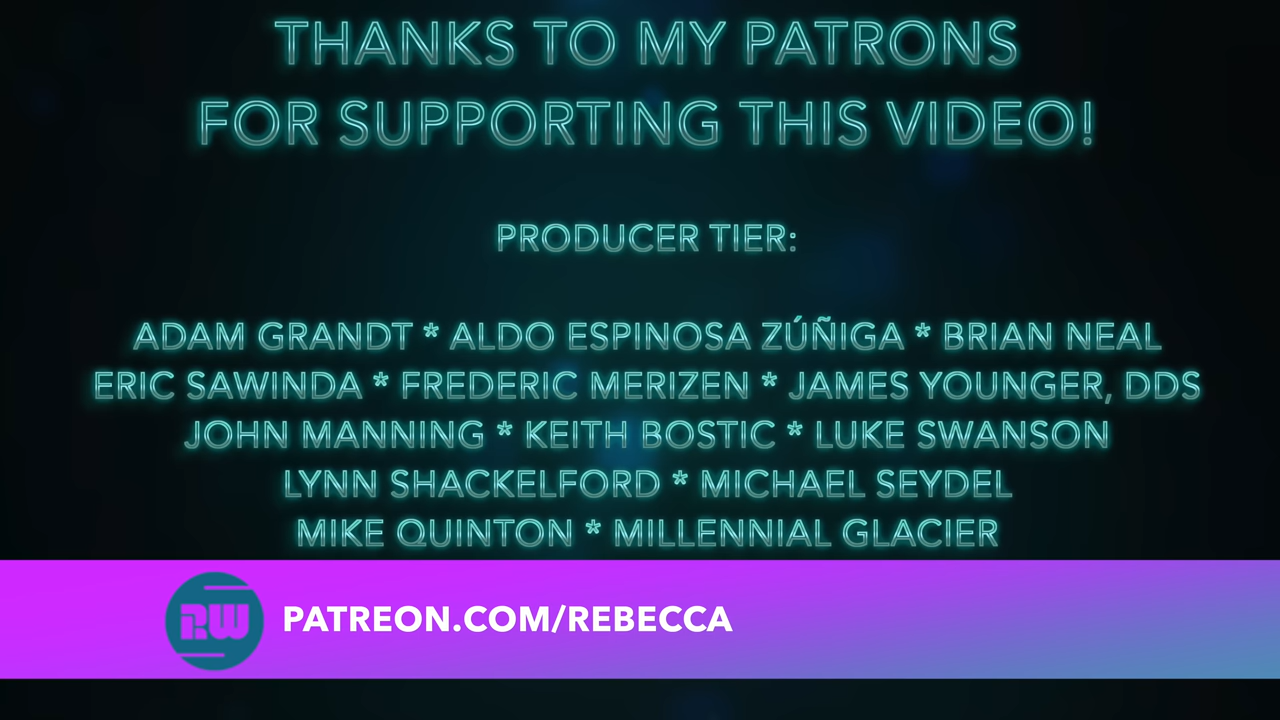 THANKS TO MY PATRONS
FOR SUPPORTING THIS VIDEO!
PRODUCER TIER:
ADAM GRANDT * ALDO ESPINOSA ZÚÑIGA * BRIAN NEAL
ERIC SAWINDA * FREDERIC MERIZEN * JAMES YOUNGER, DDS
JOHN MANNING * KEITH BOSTIC * LUKE SWANSON
LYNN SHACKELFORD * MICHAEL SEYDEL
MIKE QUINTON * MILLENNIAL GLACIER
RW
PATREON.COM/REBECCA